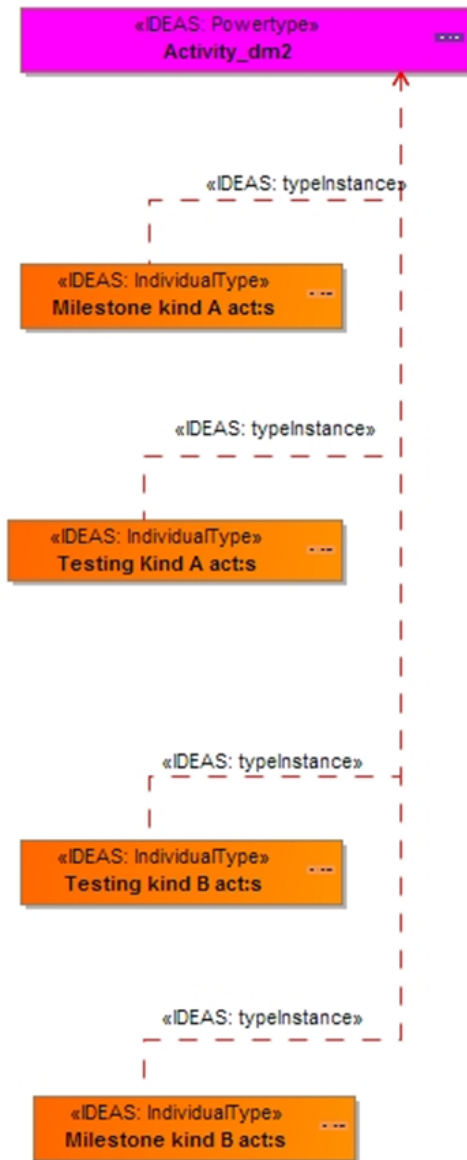 «IDEAS: Powertype»
Activity_dm2
«IDEAS: typeInstance»
«IDEAS: IndividualType»
Milestone kind A act:s
«IDEAS: typeInstance»
«IDEAS: IndividualType»
Testing Kind A act:s
«IDEAS: typeInstance»
«IDEAS: IndividualType»
Testing kind B act:s
«IDEAS: typeInstance»
«IDEAS: IndividualType»
Milestone kind B act:s